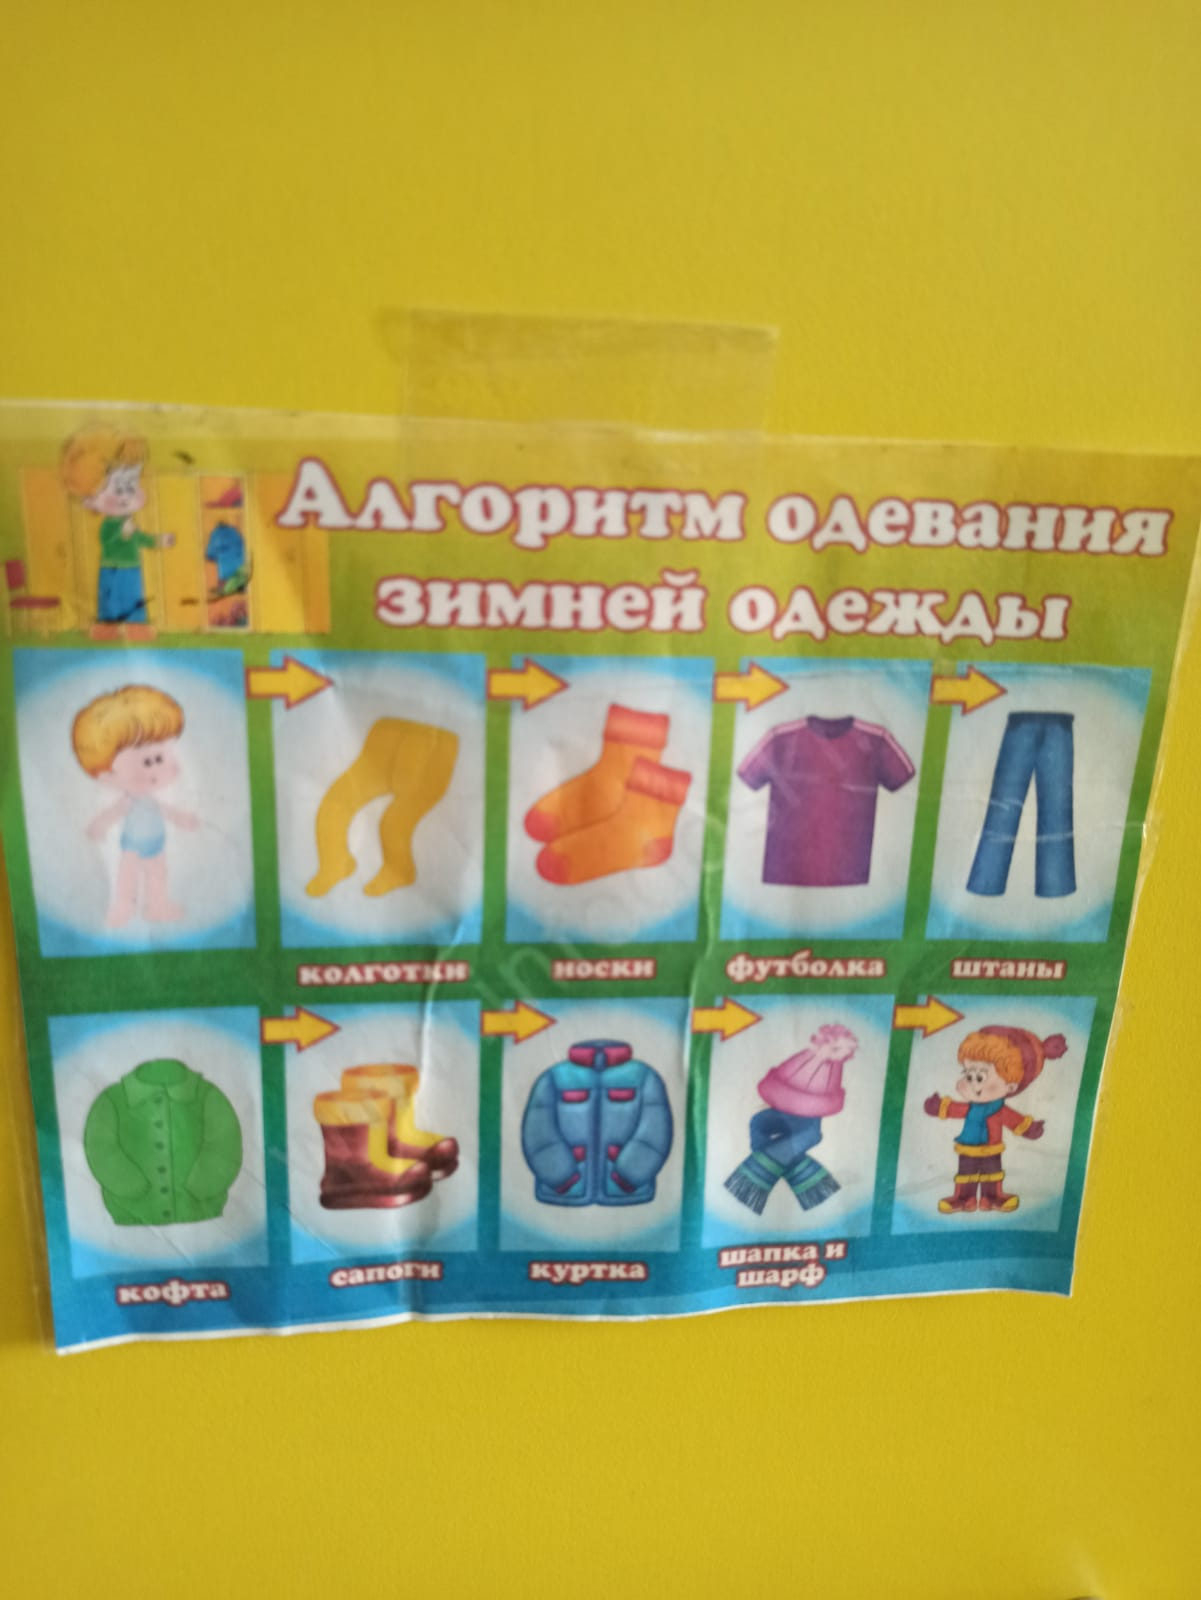 Алгоритм одевания
зимней одежды
колготки
носки
футболка
штаны
кофта
сапоги
куртка
шапка и
шарф